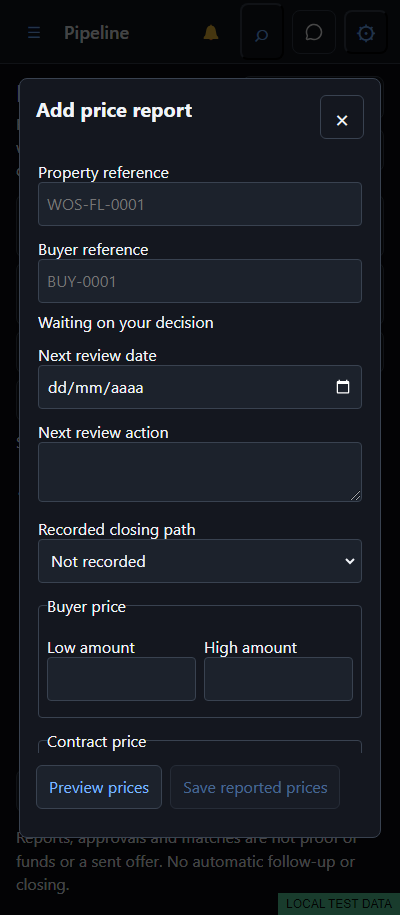 Pipeline
Add price report
Property reference
WOS-FL-0001
Buyer reference
BUY-0001
Waiting on your decision
Next review date
dd/mm/aaaa
Next review action
Recorded closing path
Not recorded
Buyer price
Low amount High amount
Contract price
Preview prices Save reported prices
Reports, approvals and matches are not proof of
funds or a sent offer. No automatic follow-up or
closing.
LOCAL TEST DATA